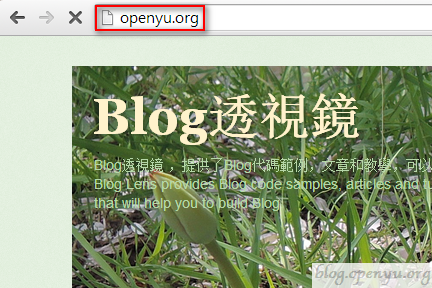 openyu.org
Blog透視鏡
Blog透視鏡 ，提供了Blog代碼範例，文章和教學，可以
Blog Lens provides Blog code samples, articles and tu
that will help you to build Blog.
blog.openyu.org